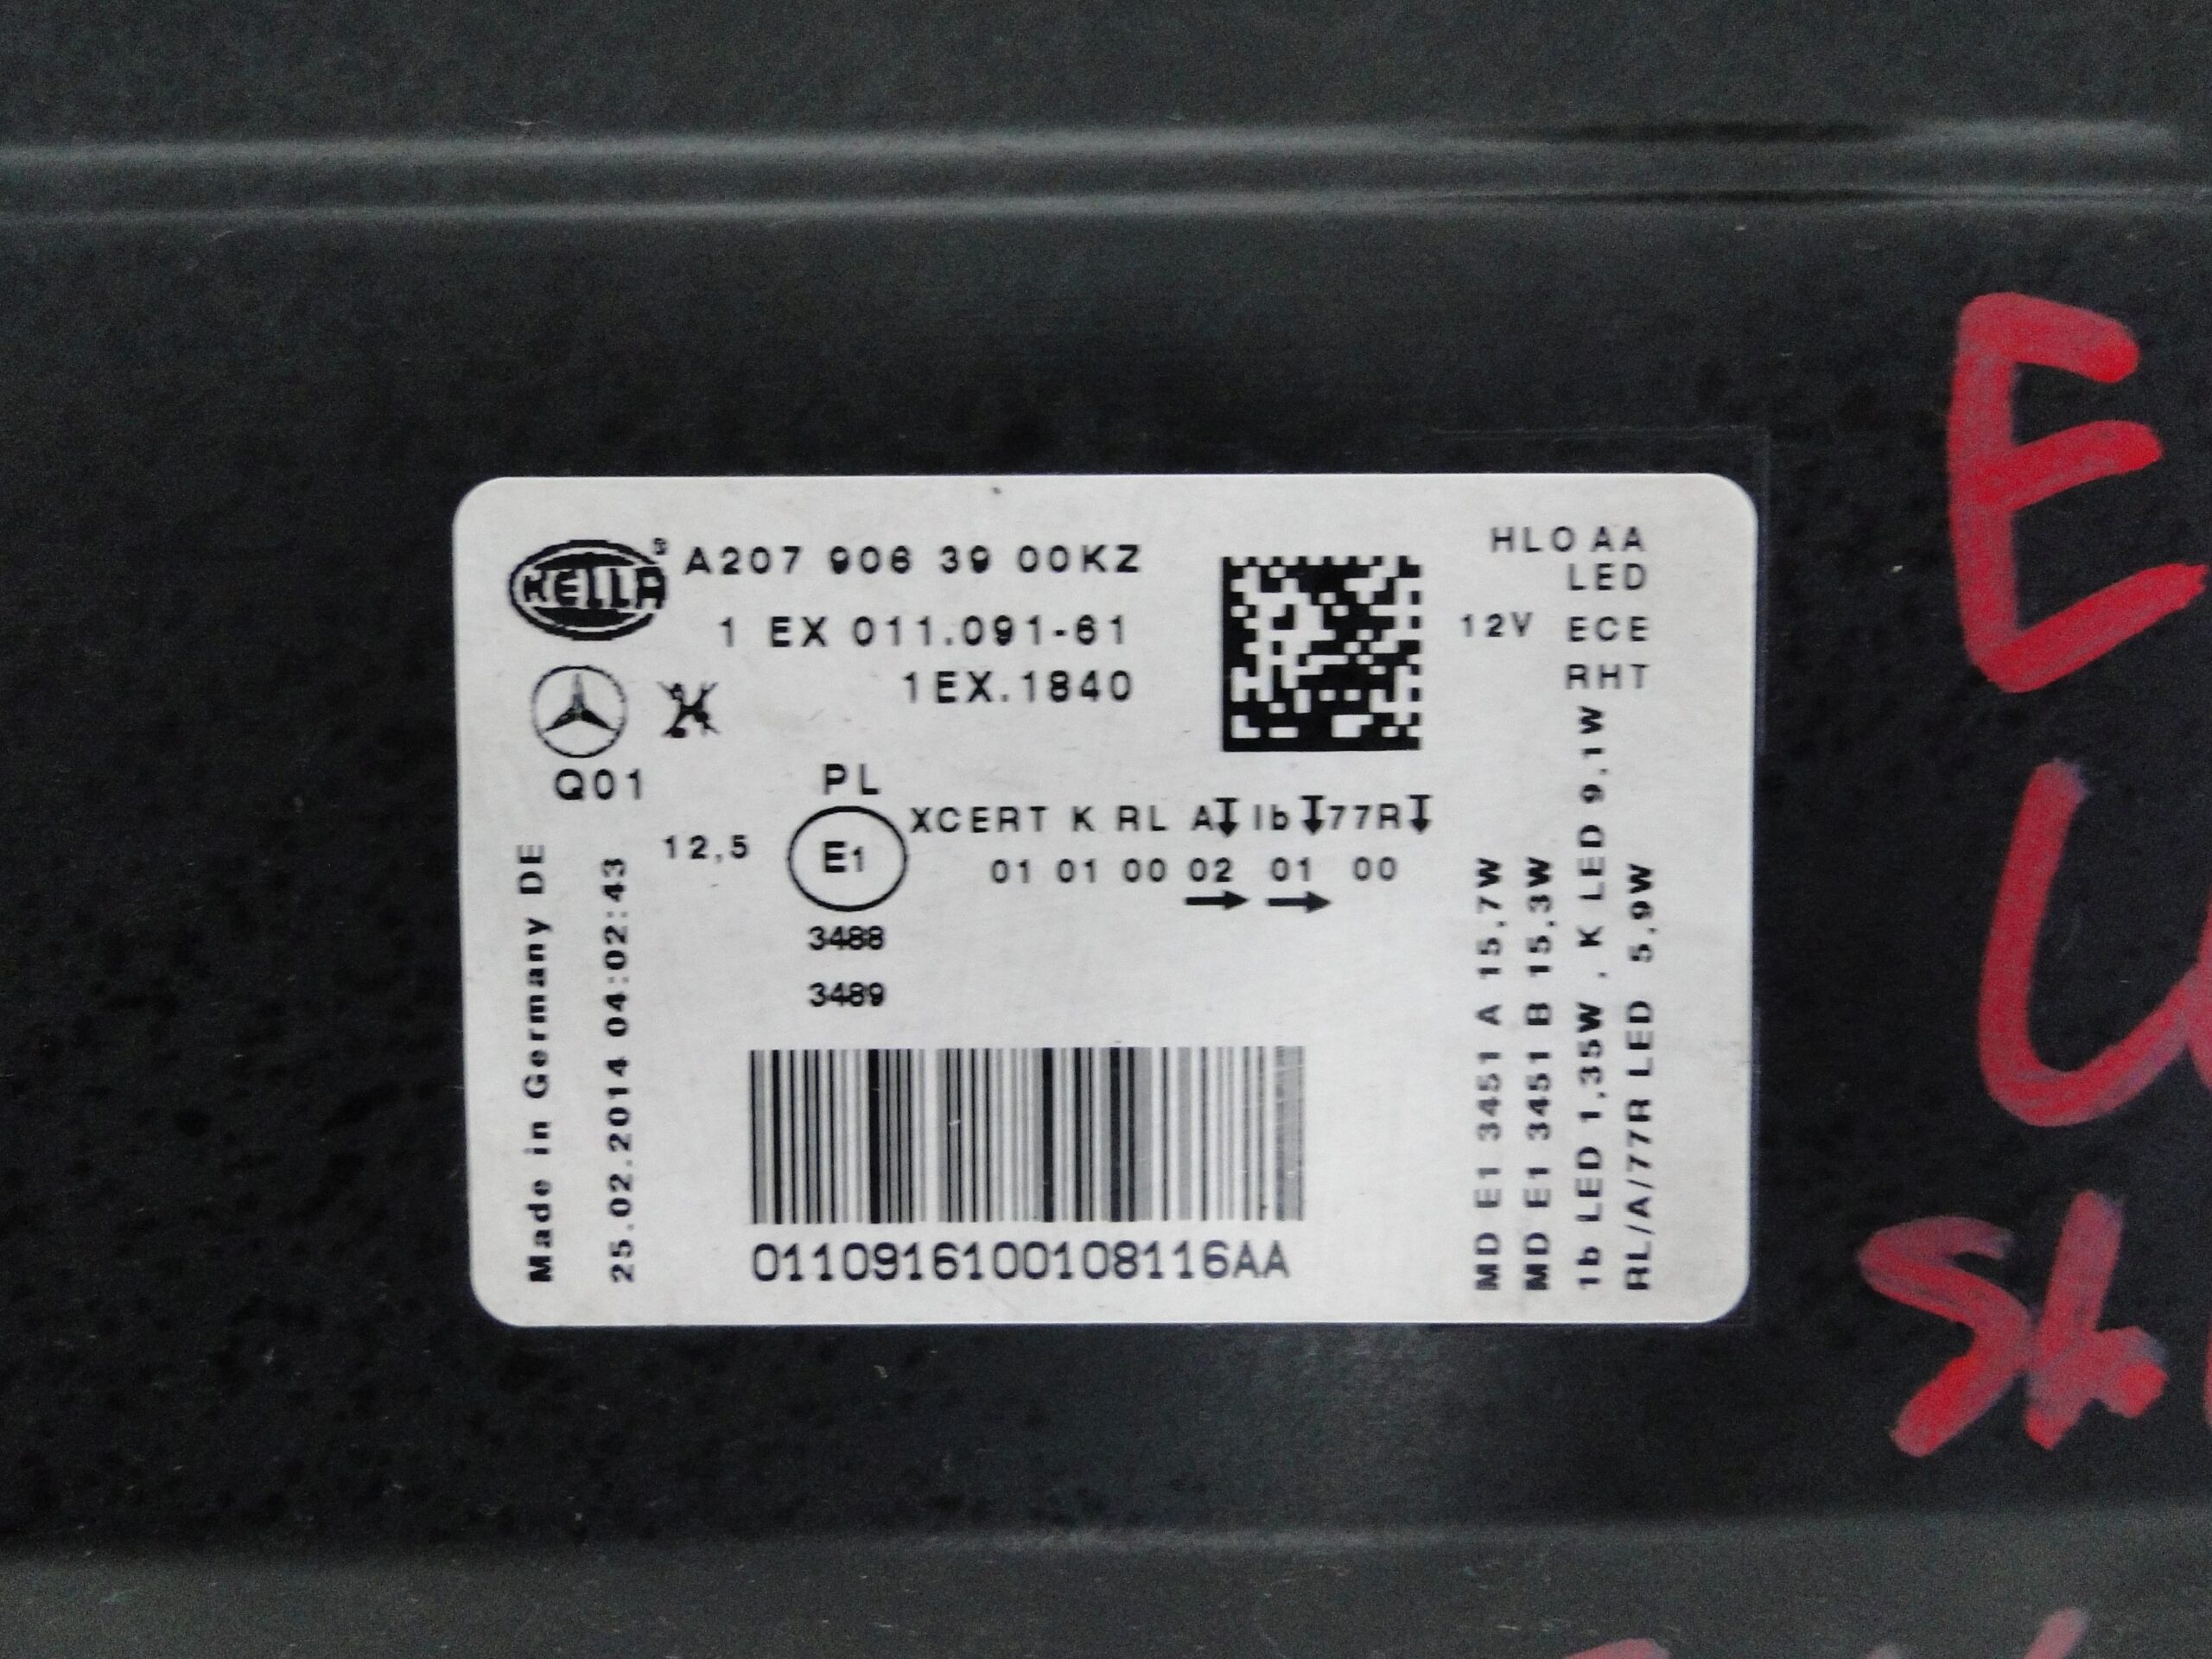 HELLA
A207 906 39 00KZ
1 EX 011.091-61
1EX.1840
HLO AA
LED
12V ECE
RHT
Q01
PL
12,5
E1
XCERT K RL A Ib 77R
01 01 00 02 01 00
3488
3489
Made in Germany DE
25.02.2014 04:02:43
0110916100108116AA
MD E1 3451 A 15,7W
MD E1 3451 B 15,3W
1b LED 1,35W . K LED 9,1W
RL/A/77R LED 5,9W
E